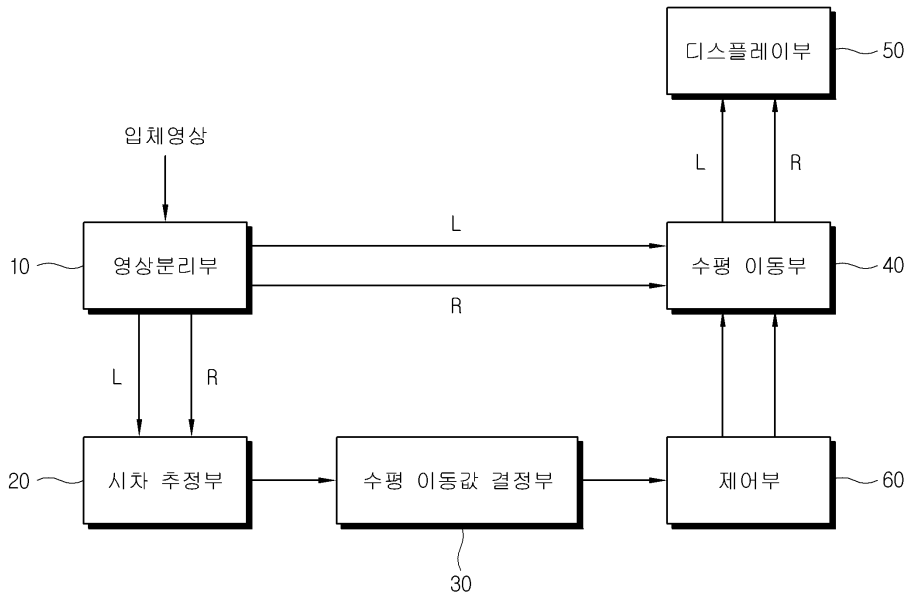 디스플레이부
50
입체영상
L
R
L
10
영상분리부
수평 이동부
40
R
L
R
20
시차 추정부
수평 이동값 결정부
제어부
60
30